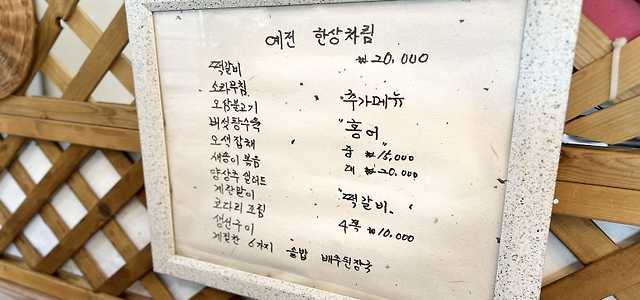 예전 한상차림
₩20,000
떡갈비
소라무침
오삼불고기
버섯탕수육
오색잡채
새송이 볶음
양상추 샐러드
계란말이
코다리 조림
생선구이
계절찬 6가지 솥밥 배추된장국
"추가메뉴
"홍어"
중 ₩15,000
대 ₩20,000
"떡갈비"
4쪽 ₩10,000